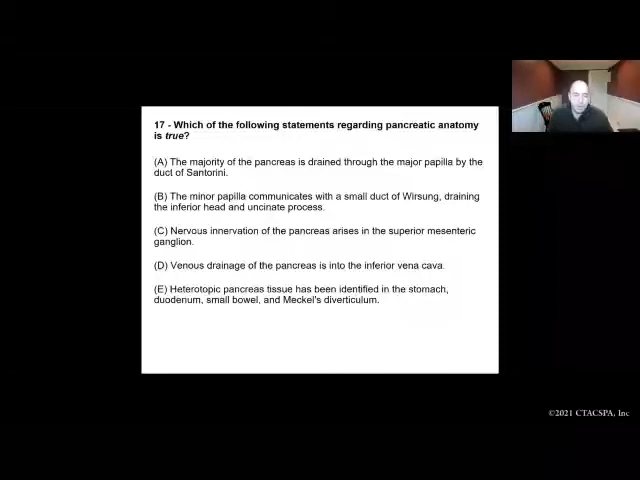 17 - Which of the following statements regarding pancreatic anatomy
is true?
(A) The majority of the pancreas is drained through the major papilla by the
duct of Santorini.
(B) The minor papilla communicates with a small duct of Wirsung, draining
the inferior head and uncinate process.
(C) Nervous innervation of the pancreas arises in the superior mesenteric
ganglion.
(D) Venous drainage of the pancreas is into the inferior vena cava.
(E) Heterotopic pancreas tissue has been identified in the stomach,
duodenum, small bowel, and Meckel's diverticulum.
©2021 CTACSPA, Inc